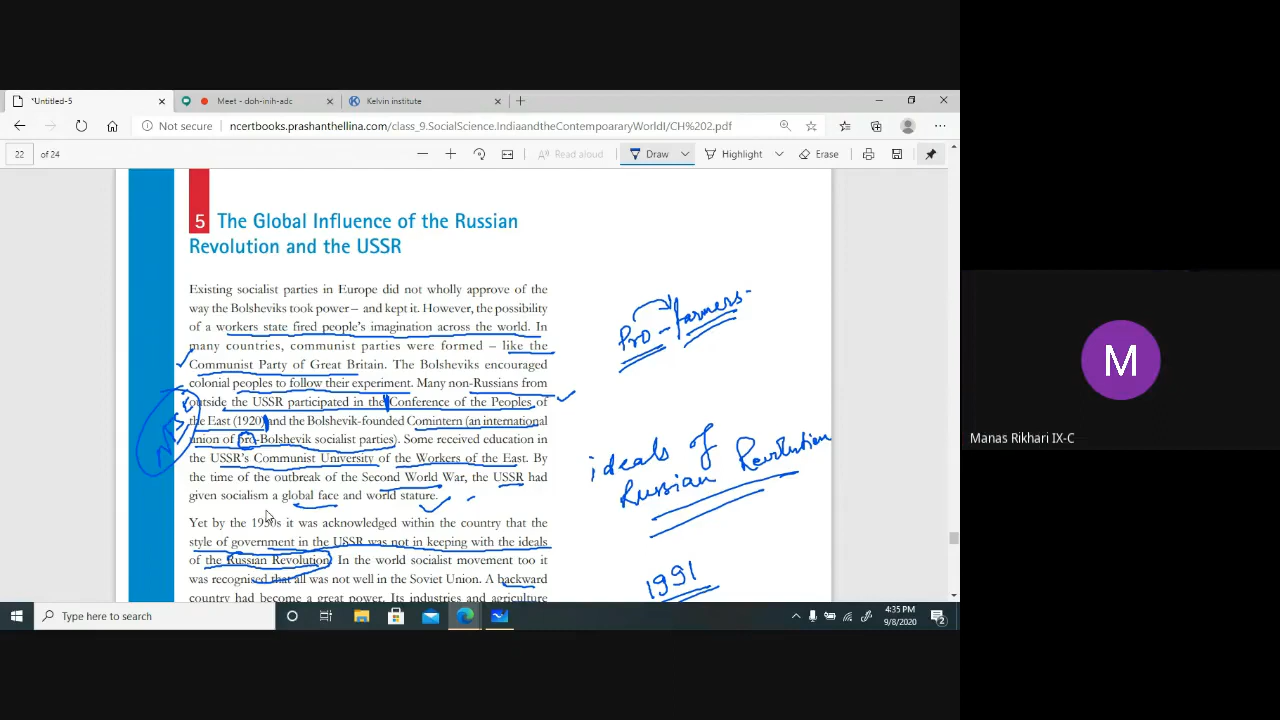 *Untitled-5
Meet - doh-inih-adc
Kelvin institute
Not secure
ncertbooks.prashanthellina.com/class_9.SocialScience.IndiaandtheContempoararyWorldI/CH%202.pdf
22 of 24
Read aloud
Draw
Highlight
Erase
5 The Global Influence of the Russian
Revolution and the USSR
Existing socialist parties in Europe did not wholly approve of the
way the Bolsheviks took power – and kept it. However, the possibility
of a workers state fired people's imagination across the world. In
many countries, communist parties were formed – like the
Communist Party of Great Britain. The Bolsheviks encouraged
colonial peoples to follow their experiment. Many non-Russians from
outside the USSR participated in the Conference of the Peoples of
the East (1920) and the Bolshevik-founded Comintern (an international
union of pro-Bolshevik socialist parties). Some received education in
the USSR's Communist University of the Workers of the East. By
the time of the outbreak of the Second World War, the USSR had
given socialism a global face and world stature.
Yet by the 1950s it was acknowledged within the country that the
style of government in the USSR was not in keeping with the ideals
of the Russian Revolution. In the world socialist movement too it
was recognised that all was not well in the Soviet Union. A backward
country had become a great power. Its industries and agriculture
Pro - farmers-
ideals of
Russian Revolution
1991
M
Manas Rikhari IX-C
Type here to search
4:35 PM
9/8/2020
2